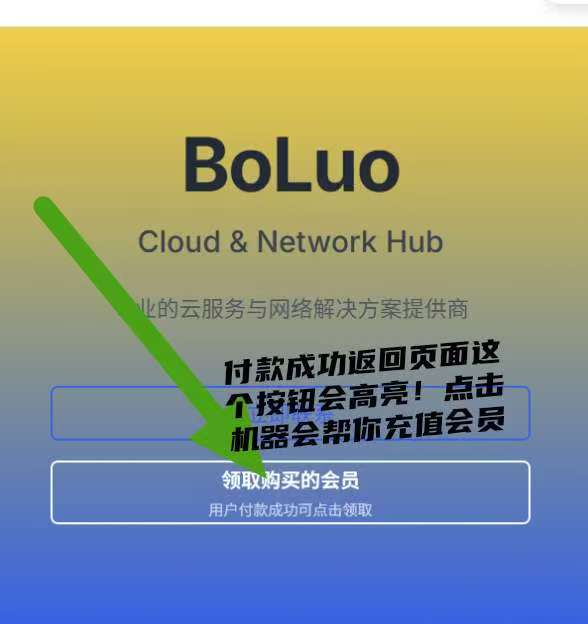 BoLuo
Cloud & Network Hub
业的云服务与网络解决方案提供商
付款成功返回页面这
个按钮会高亮！点击
机器会帮你充值会员
领取购买的会员
用户付款成功可点击领取